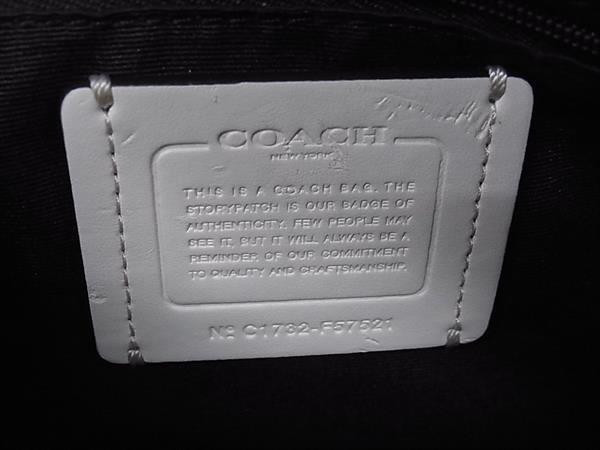 COACH
NEW YORK
THIS IS A COACH BAG. THE
STORYPATCH IS OUR BADGE OF
AUTHENTICITY. FEW PEOPLE MAY
SEE IT, BUT IT WILL ALWAYS BE A
REMINDER OF OUR COMMITMENT
TO QUALITY AND CRAFTSMANSHIP.
Nº C1732-F57521